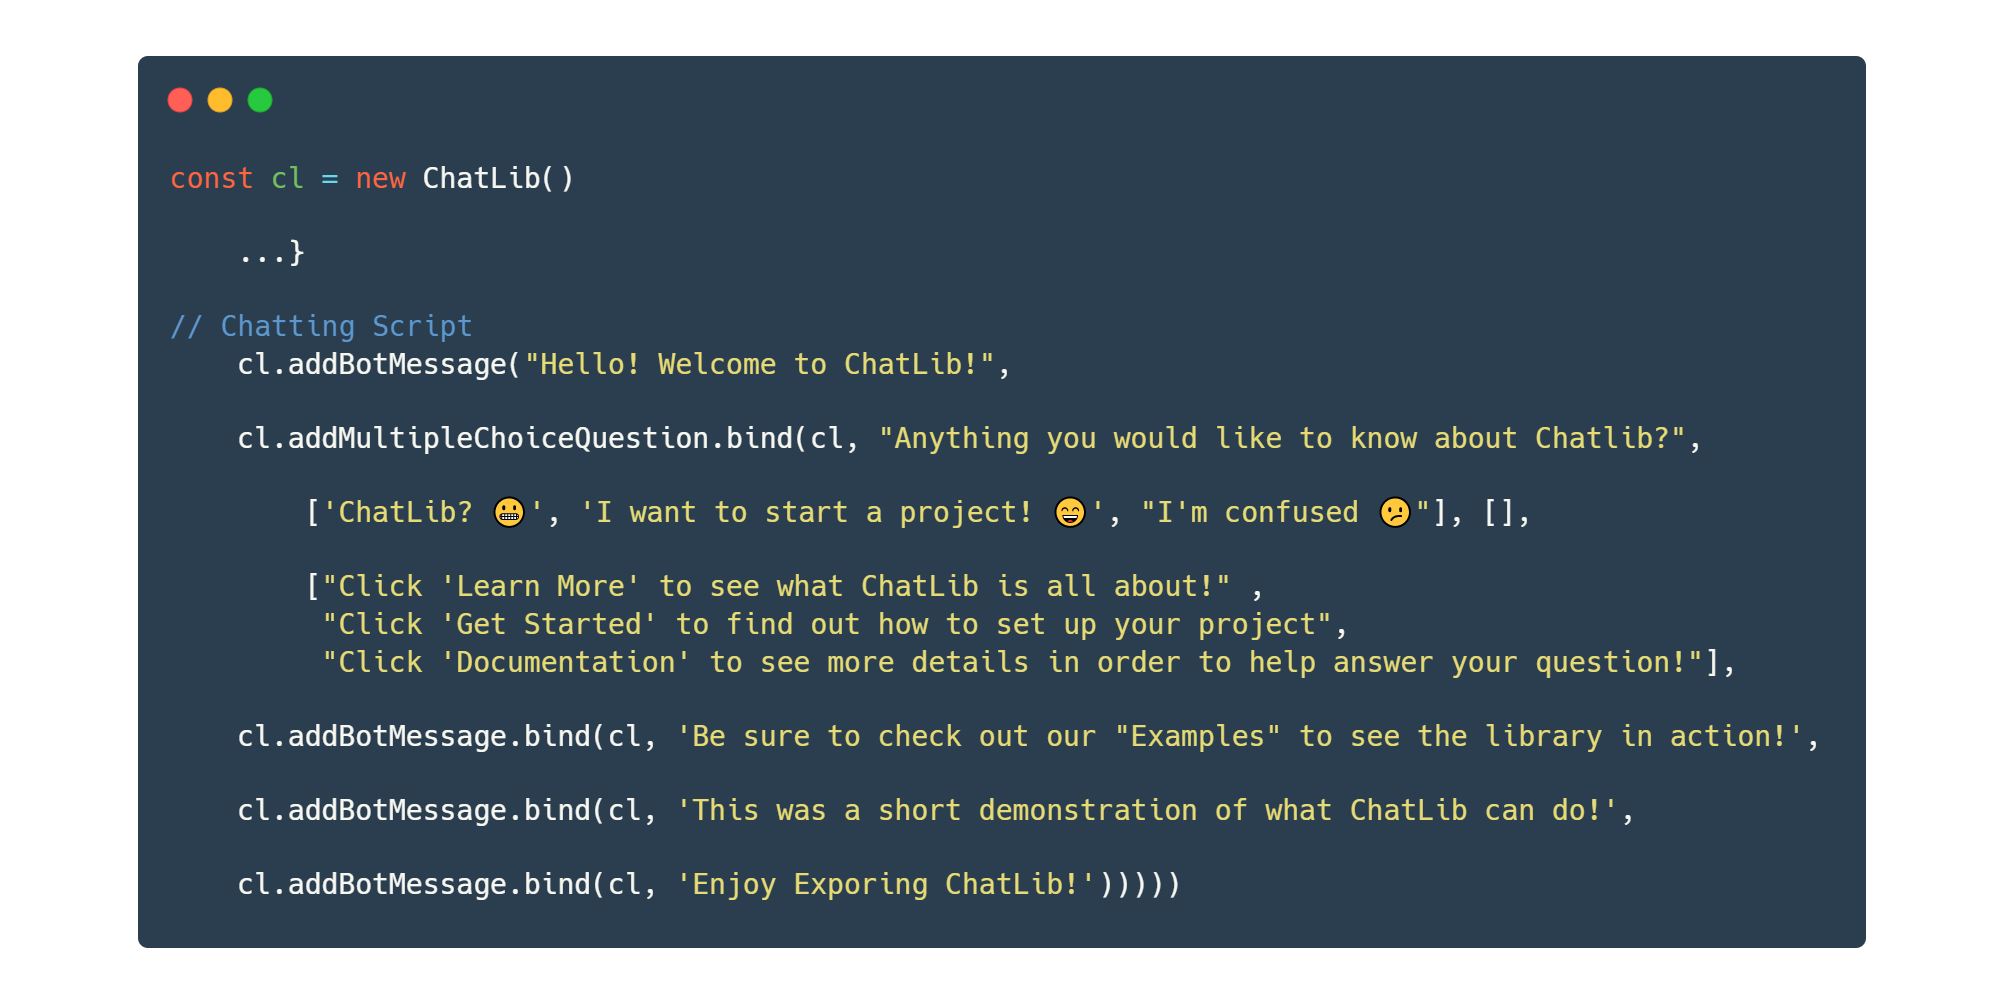 const cl = new ChatLib()
...}
// Chatting Script
cl.addBotMessage("Hello! Welcome to ChatLib!",
cl.addMultipleChoiceQuestion.bind(cl, "Anything you would like to know about Chatlib?",
['ChatLib? 😬', 'I want to start a project! 😄', "I'm confused 😕"], [],
["Click 'Learn More' to see what ChatLib is all about!" ,
"Click 'Get Started' to find out how to set up your project",
"Click 'Documentation' to see more details in order to help answer your question!"],
cl.addBotMessage.bind(cl, 'Be sure to check out our "Examples" to see the library in action!',
cl.addBotMessage.bind(cl, 'This was a short demonstration of what ChatLib can do!',
cl.addBotMessage.bind(cl, 'Enjoy Exporing ChatLib!')))))